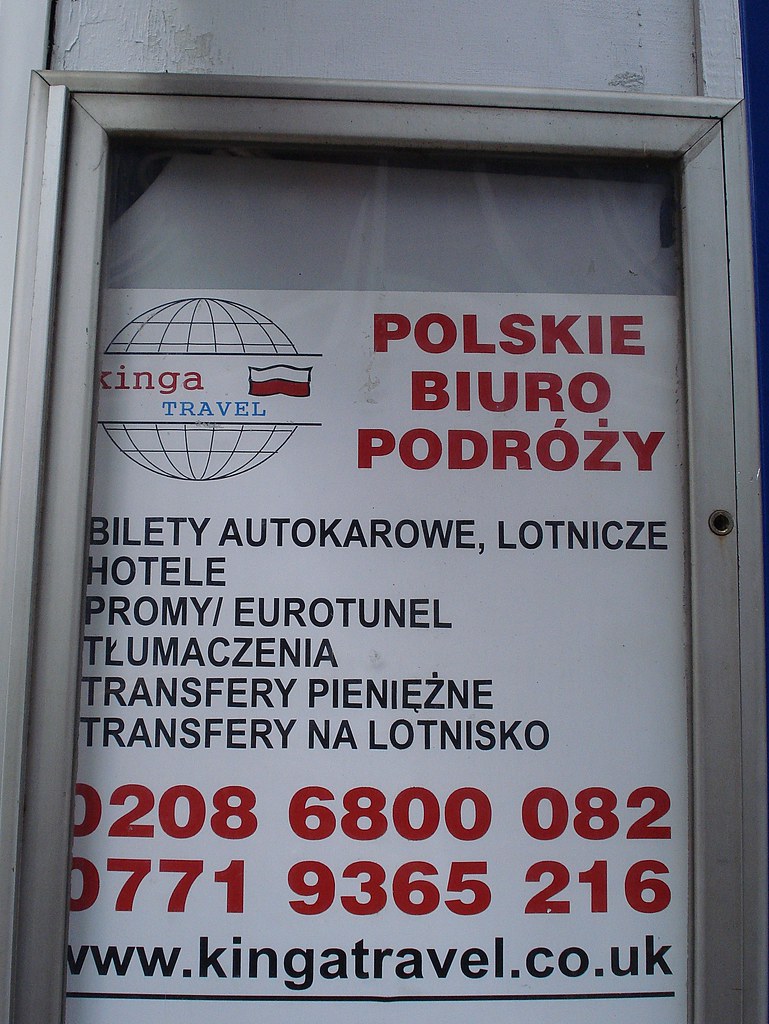 kinga
TRAVEL
POLSKIE
BIURO
PODRÓŻY
BILETY AUTOKAROWE, LOTNICZE
HOTELE
PROMY/ EUROTUNEL
TŁUMACZENIA
TRANSFERY PIENIĘŻNE
TRANSFERY NA LOTNISKO
0208 6800 082
0771 9365 216
www.kingatravel.co.uk